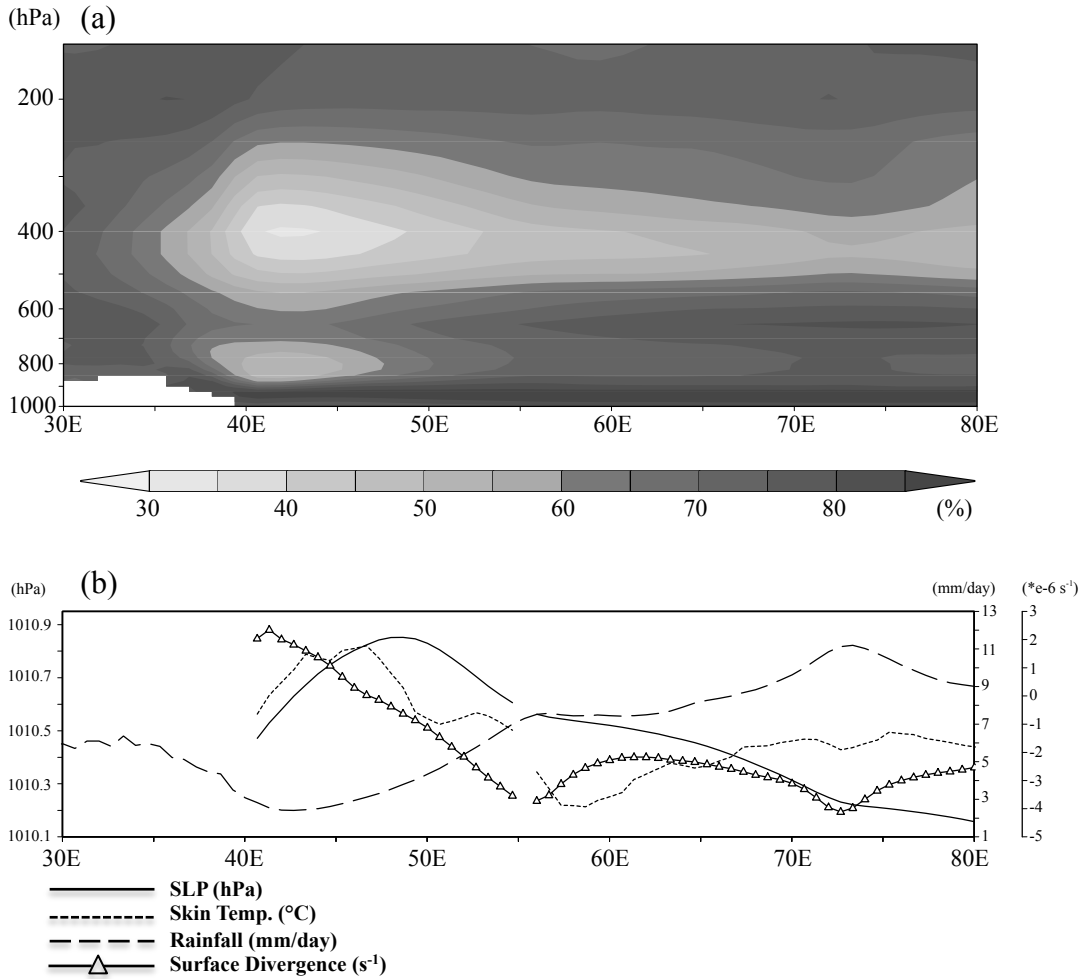 (hPa) (a)
200
400
600
800
1000
30E 40E 50E 60E 70E 80E
30 40 50 60 70 80 (%)
(b)
(hPa) (mm/day) (*e-6 s-1)
1010.9 13 3
2
11
1010.7 1
9
0
1010.5 7 -1
-2
5
1010.3 -3
3
-4
1010.1 1 -5
30E 40E 50E 60E 70E 80E
SLP (hPa)
Skin Temp. (°C)
Rainfall (mm/day)
Surface Divergence (s-1)